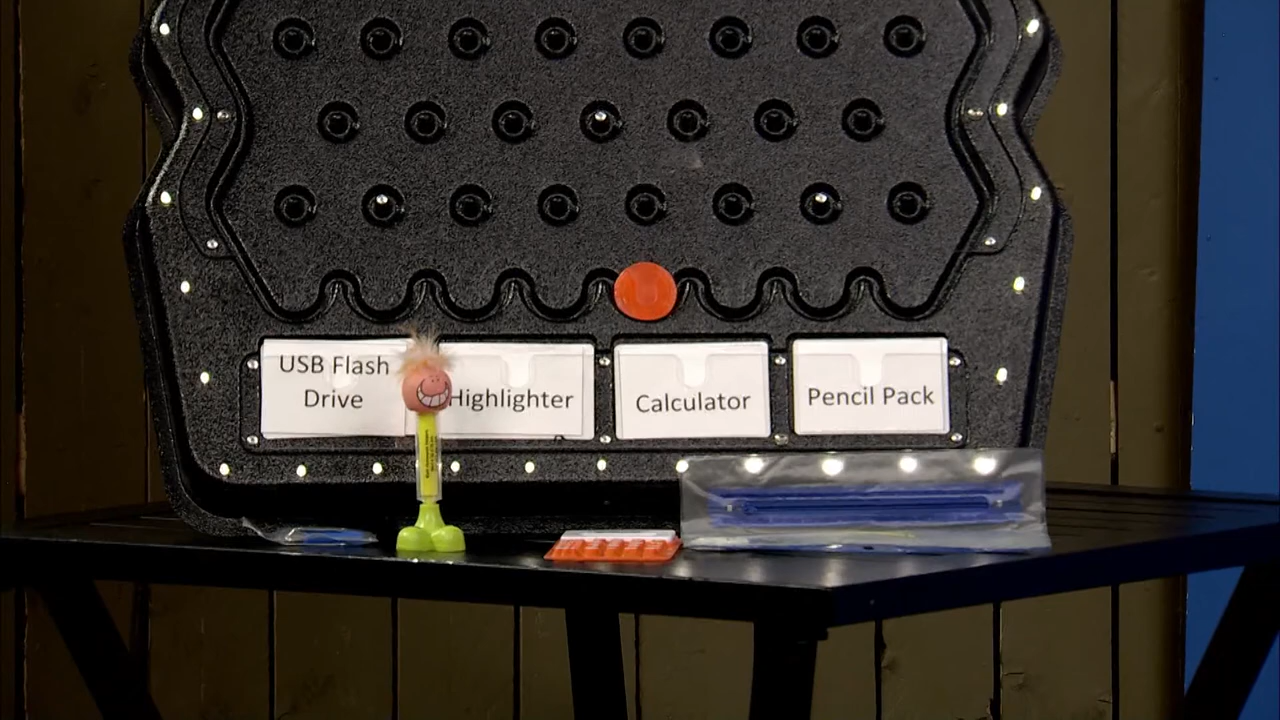 USB Flash
Drive
Highlighter
Calculator
Pencil Pack